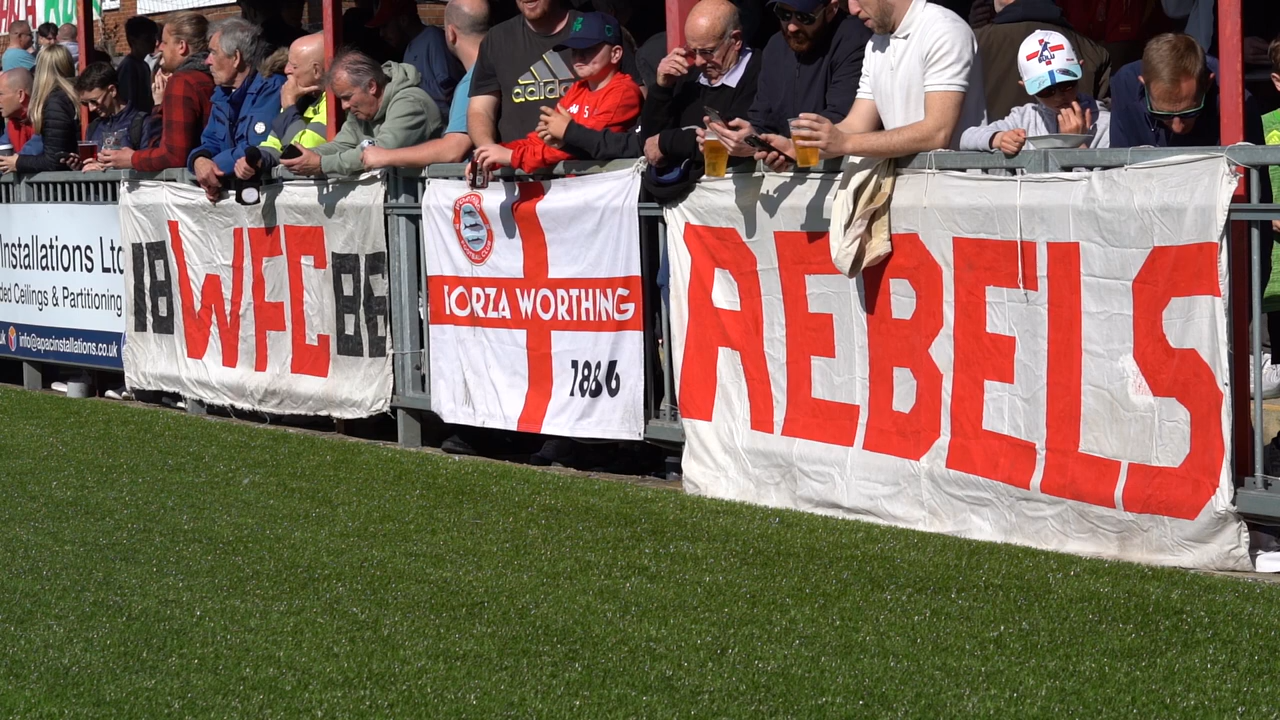 Installations Ltd
ded Ceilings & Partitioning
info@apacinstallations.co.uk
18 WFC 86
FORZA WORTHING
1886
REBELS
adidas